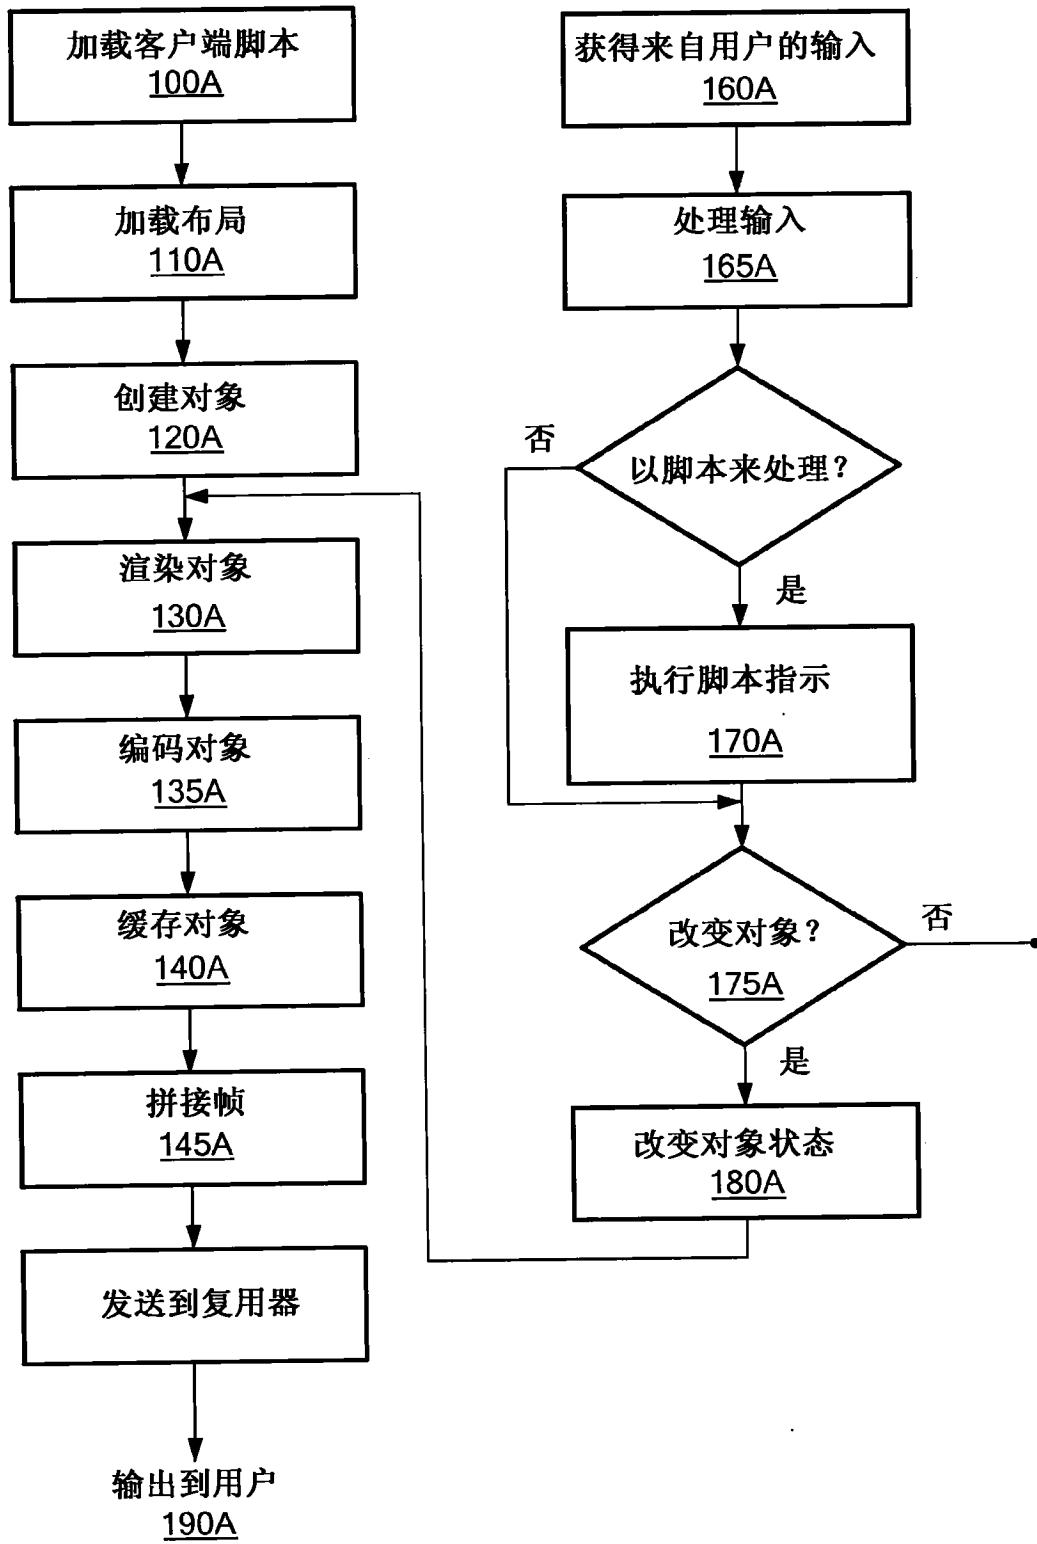 加载客户端脚本
100A
加载布局
110A
创建对象
120A
渲染对象
130A
编码对象
135A
缓存对象
140A
拼接帧
145A
发送到复用器
输出到用户
190A
获得来自用户的输入
160A
处理输入
165A
否
以脚本来处理？
是
执行脚本指示
170A
改变对象？
175A
否
是
改变对象状态
180A